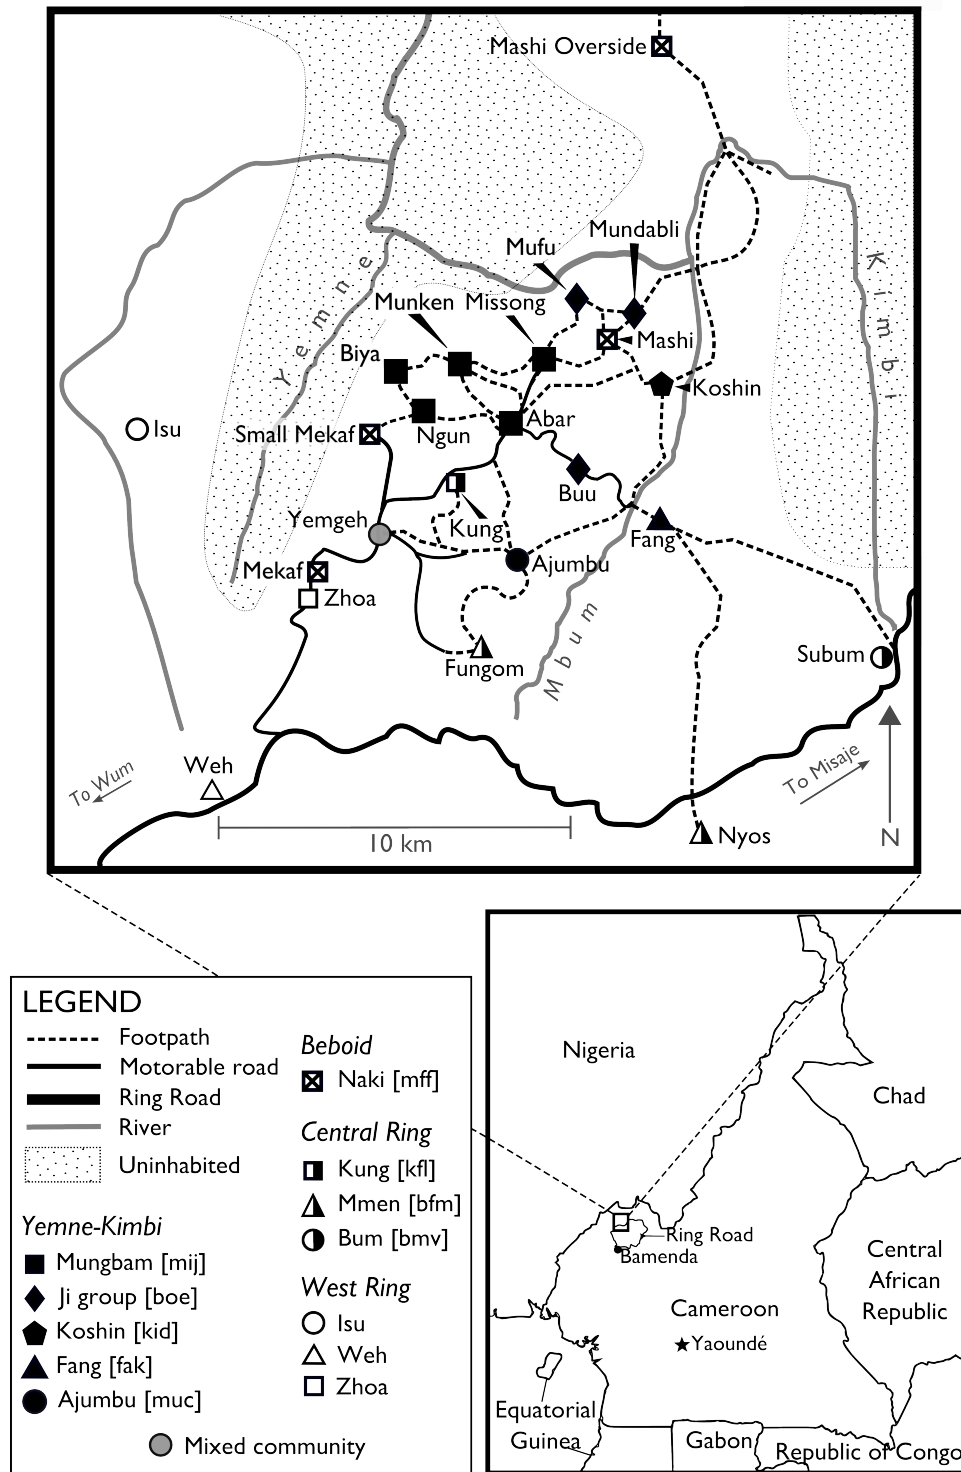 Mashi Overside
Mundabli
Mufu
Yemne
Kimbi
Munken
Missong
Mashi
Biya
Koshin
Isu
Small Mekaf
Ngun
Abar
Buu
Yemgeh
Kung
Fang
Mekaf
Ajumbu
Zhoa
Mbum
Fungom
Subum
Weh
To Wum
To Misaje
10 km
N
Nyos
LEGEND
Footpath
Motorable road
Ring Road
River
Uninhabited
Yemne-Kimbi
Mungbam [mij]
Ji group [boe]
Koshin [kid]
Fang [fak]
Ajumbu [muc]
Beboid
Naki [mff]
Central Ring
Kung [kfl]
Mmen [bfm]
Bum [bmv]
West Ring
Isu
Weh
Zhoa
Mixed community
Nigeria
Chad
Ring Road
Bamenda
Central
African
Republic
Cameroon
Yaoundé
Equatorial
Guinea
Gabon
Republic of Congo